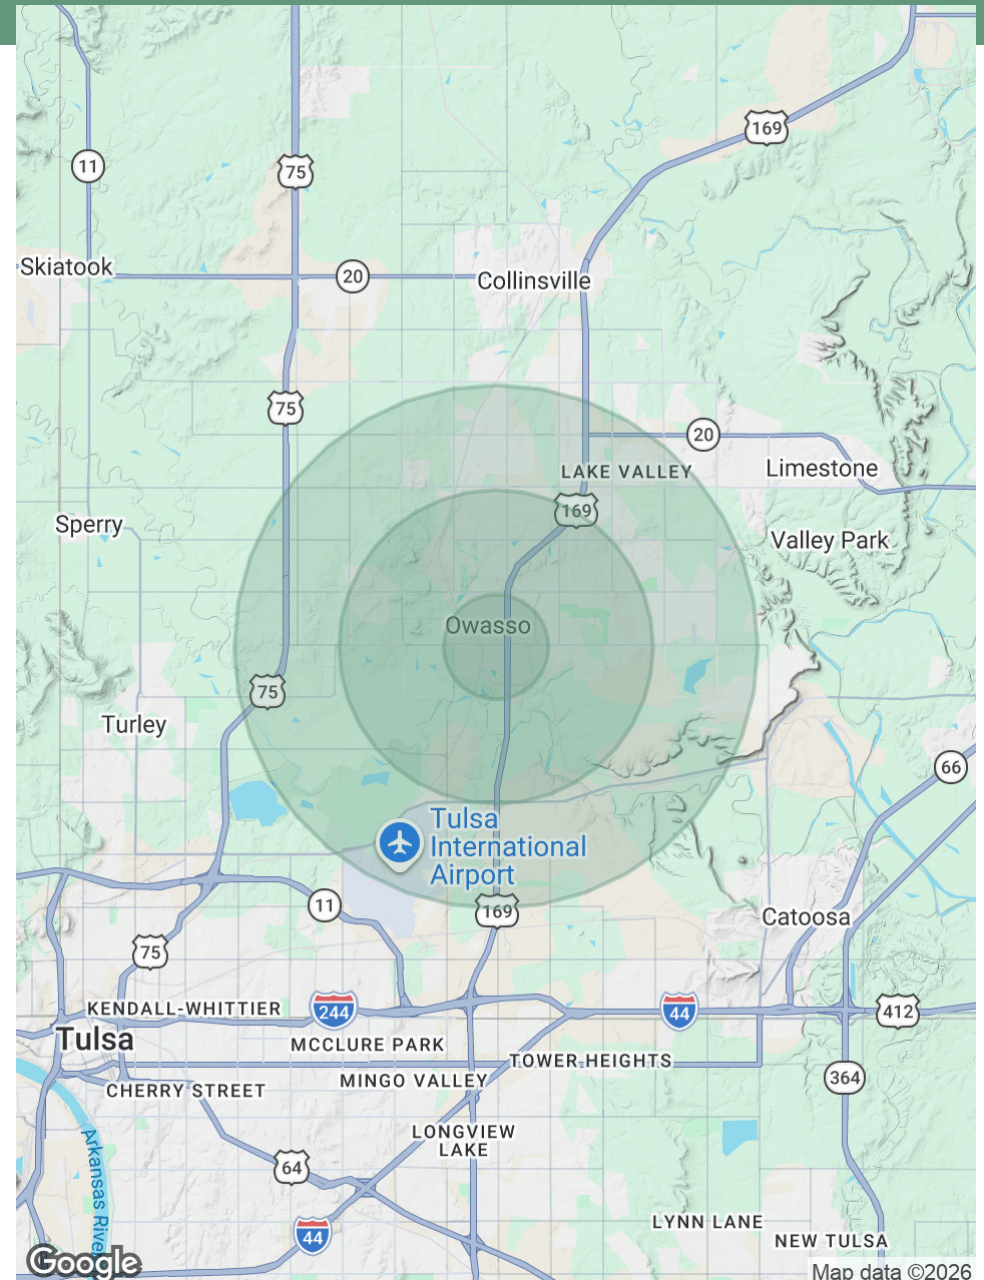 169
11
75
Skiatook
20
Collinsville
75
20
LAKE VALLEY
Limestone
169
Sperry
Valley Park
Owasso
75
Turley
66
Tulsa
International
Airport
11
169
Catoosa
75
KENDALL-WHITTIER
244
44
412
Tulsa
MCCLURE PARK
TOWER HEIGHTS
MINGO VALLEY
364
CHERRY STREET
LONGVIEW
LAKE
Arkansas River
64
LYNN LANE
44
NEW TULSA
Google
Map data ©2026